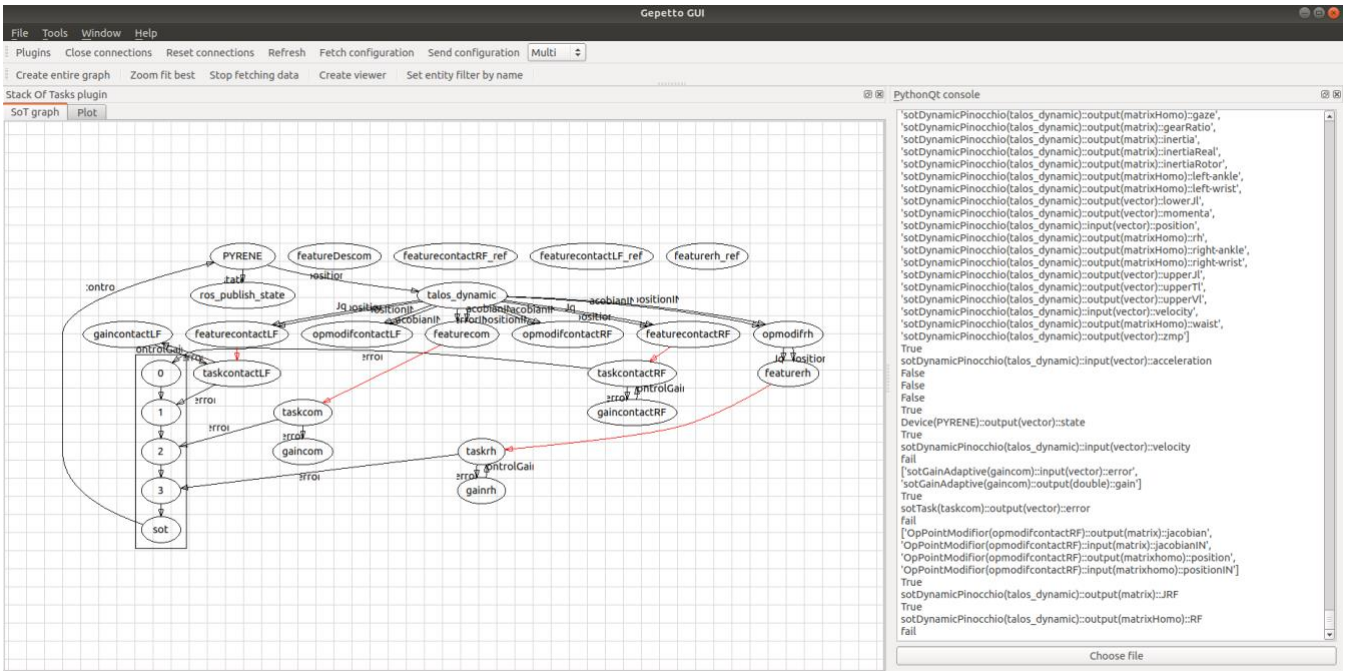 Gepetto GUI
File Tools Window Help
Plugins Close connections Reset connections Refresh Fetch configuration Send configuration Multi
Create entire graph Zoom fit best Stop fetching data Create viewer Set entity filter by name
Stack Of Tasks plugin
SoT graph Plot
PYRENE featureDescom featurecontactRF_ref featurecontactLF_ref featurerh_ref
ros_publish_state talos_dynamic
gaincontactLF featurecontactLF opmodifcontactLF featurecom opmodifcontactRF featurecontactRF opmodifrh
0 taskcontactLF taskcontactRF featurerh
1 taskcom gaincontactRF
2 gaincom taskrh
3 gainrh
sot
PythonQt console
'sotDynamicPinocchio(talos_dynamic)::output(matrixHomo)::gaze',
'sotDynamicPinocchio(talos_dynamic)::output(matrix)::gearRatio',
'sotDynamicPinocchio(talos_dynamic)::output(matrix)::inertia',
'sotDynamicPinocchio(talos_dynamic)::output(matrix)::inertiaReal',
'sotDynamicPinocchio(talos_dynamic)::output(matrix)::inertiaRotor',
'sotDynamicPinocchio(talos_dynamic)::output(matrixHomo)::left-ankle',
'sotDynamicPinocchio(talos_dynamic)::output(matrixHomo)::left-wrist',
'sotDynamicPinocchio(talos_dynamic)::output(vector)::lowerJl',
'sotDynamicPinocchio(talos_dynamic)::output(vector)::momenta',
'sotDynamicPinocchio(talos_dynamic)::input(vector)::position',
'sotDynamicPinocchio(talos_dynamic)::output(matrixHomo)::rh',
'sotDynamicPinocchio(talos_dynamic)::output(matrixHomo)::right-ankle',
'sotDynamicPinocchio(talos_dynamic)::output(matrixHomo)::right-wrist',
'sotDynamicPinocchio(talos_dynamic)::output(vector)::upperJl',
'sotDynamicPinocchio(talos_dynamic)::output(vector)::upperTl',
'sotDynamicPinocchio(talos_dynamic)::output(vector)::upperVl',
'sotDynamicPinocchio(talos_dynamic)::input(vector)::velocity',
'sotDynamicPinocchio(talos_dynamic)::output(matrixHomo)::waist',
'sotDynamicPinocchio(talos_dynamic)::output(vector)::zmp']
True
sotDynamicPinocchio(talos_dynamic)::input(vector)::acceleration
False
False
False
True
Device(PYRENE)::output(vector)::state
True
sotDynamicPinocchio(talos_dynamic)::input(vector)::velocity
fail
['sotGainAdaptive(gaincom)::input(vector)::error',
'sotGainAdaptive(gaincom)::output(double)::gain']
True
sotTask(taskcom)::output(vector)::error
fail
['OpPointModifior(opmodifcontactRF)::output(matrix)::jacobian',
'OpPointModifior(opmodifcontactRF)::input(matrix)::jacobianIN',
'OpPointModifior(opmodifcontactRF)::output(matrixhomo)::position',
'OpPointModifior(opmodifcontactRF)::input(matrixhomo)::positionIN']
True
sotDynamicPinocchio(talos_dynamic)::output(matrix)::JRF
True
sotDynamicPinocchio(talos_dynamic)::output(matrixHomo)::RF
fail
Choose file